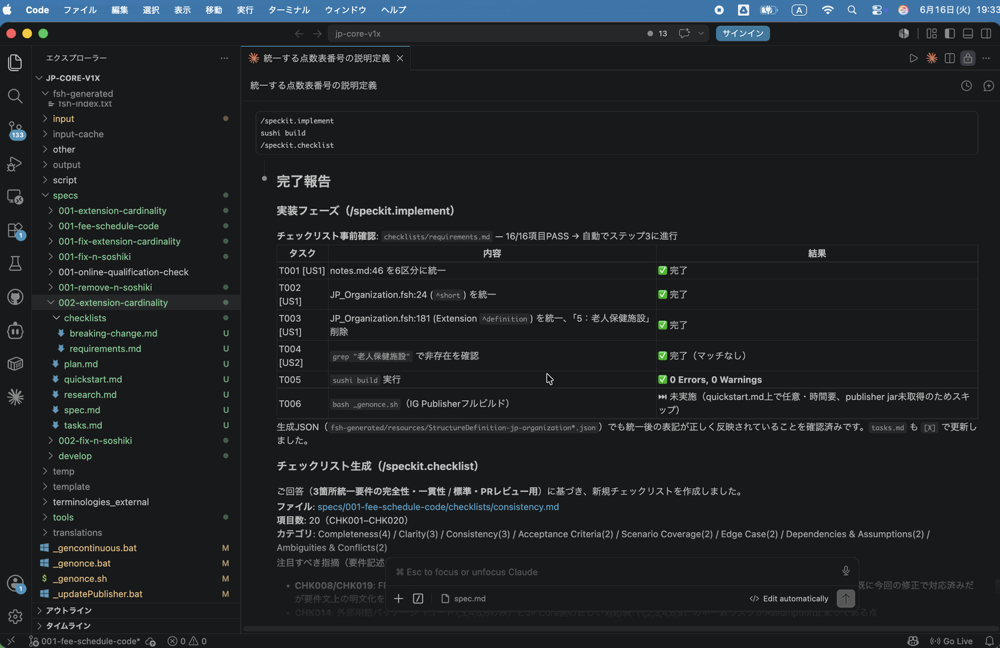 Code ファイル 編集 選択 表示 移動 実行 ターミナル ウィンドウ ヘルプ A 6月16日(火) 19:33
jp-core-v1x 13 サインイン
エクスプローラー
JP-CORE-V1X
fsh-generated
fsh-index.txt
input
input-cache
other
output
script
specs
001-extension-cardinality
001-fee-schedule-code
001-fix-extension-cardinality
001-fix-n-soshiki
001-online-qualification-check
001-remove-n-soshiki
002-extension-cardinality
checklists
breaking-change.md U
requirements.md U
plan.md U
quickstart.md U
research.md U
spec.md U
tasks.md U
002-fix-n-soshiki
develop
temp
template
terminologies_external
tools
translations
_gencontinuous.bat M
_genonce.bat M
$ _genonce.sh M
_updatePublisher.bat M
アウトライン
タイムライン
133
1
1
統一する点数表番号の説明定義
統一する点数表番号の説明定義
/speckit.implement
sushi build
/speckit.checklist
完了報告
実装フェーズ（/speckit.implement）
チェックリスト事前確認: checklists/requirements.md — 16/16項目PASS → 自動でステップ3に進行
タスク 内容 結果
T001 [US1] notes.md:46 を6区分に統一 ✅ 完了
T002 [US1] JP_Organization.fsh:24 ( ^short ) を統一 ✅ 完了
T003 [US1] JP_Organization.fsh:181 (Extension ^definition ) を統一、「5：老人保健施設」削除 ✅ 完了
T004 [US2] grep "老人保健施設" で非存在を確認 ✅ 完了（マッチなし）
T005 sushi build 実行 ✅ 0 Errors, 0 Warnings
T006 bash _genonce.sh （IG Publisherフルビルド） ⏭ 未実施（quickstart.md上で任意・時間要、publisher jar未取得のためスキップ）
生成JSON（ fsh-generated/resources/StructureDefinition-jp-organization*.json ）でも統一後の表記が正しく反映されていることを確認済みです。 tasks.md も [X] で更新し
ました。
チェックリスト生成（/speckit.checklist）
ご回答（3箇所統一要件の完全性・一貫性 / 標準・PRレビュー用）に基づき、新規チェックリストを作成しました。
ファイル: specs/001-fee-schedule-code/checklists/consistency.md
項目数: 20（CHK001–CHK020）
カテゴリ: Completeness(4) / Clarity(3) / Consistency(3) / Acceptance Criteria(2) / Scenario Coverage(2) / Edge Case(2) / Dependencies & Assumptions(2) /
Ambiguities & Conflicts(2)
注目すべき指摘（要件記述
CHK008/CHK019: 既に今回の修正で対応済みだ
が要件文上の明文化を
CHK014: 外部用語パッケージ
⌘ Esc to focus or unfocus Claude
spec.md Edit automatically
001-fee-schedule-code* 0 0 Go Live